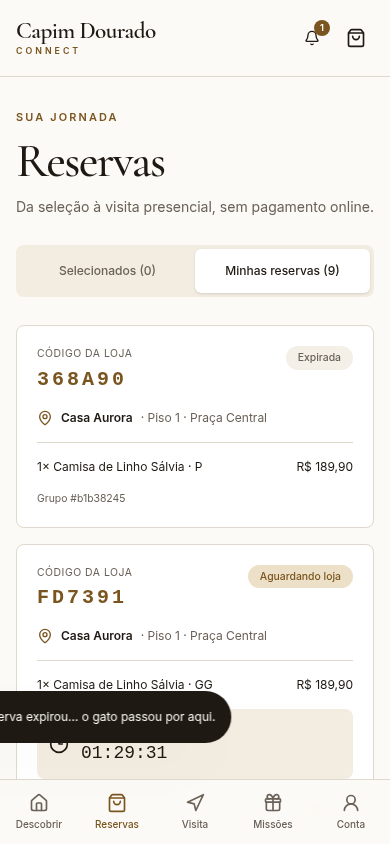 Capim Dourado
CONNECT
1
SUA JORNADA
Reservas
Da seleção à visita presencial, sem pagamento online.
Selecionados (0)
Minhas reservas (9)
CÓDIGO DA LOJA
Expirada
368A90
Casa Aurora · Piso 1 · Praça Central
1× Camisa de Linho Sálvia · P
R$ 189,90
Grupo #b1b38245
CÓDIGO DA LOJA
Aguardando loja
FD7391
Casa Aurora · Piso 1 · Praça Central
1× Camisa de Linho Sálvia · GG
R$ 189,90
expirou... o gato passou por aqui.
01:29:31
Descobrir
Reservas
Visita
Missões
Conta